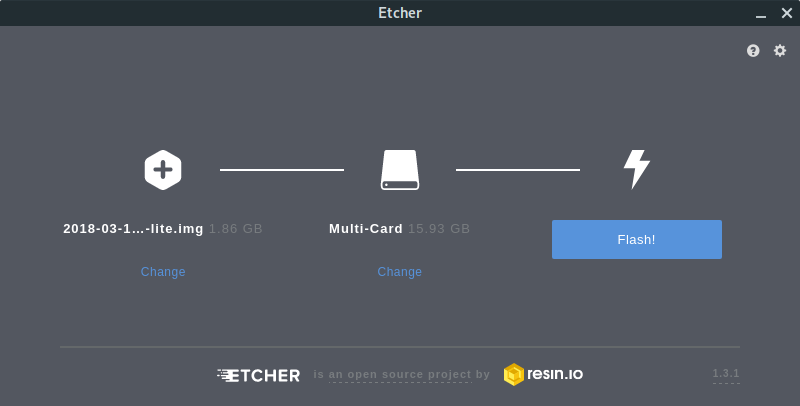 Etcher
2018-03-1...-lite.img 1.86 GB
Multi-Card 15.93 GB
Flash!
Change
Change
ETCHER is an open source project by resin.io
1.3.1